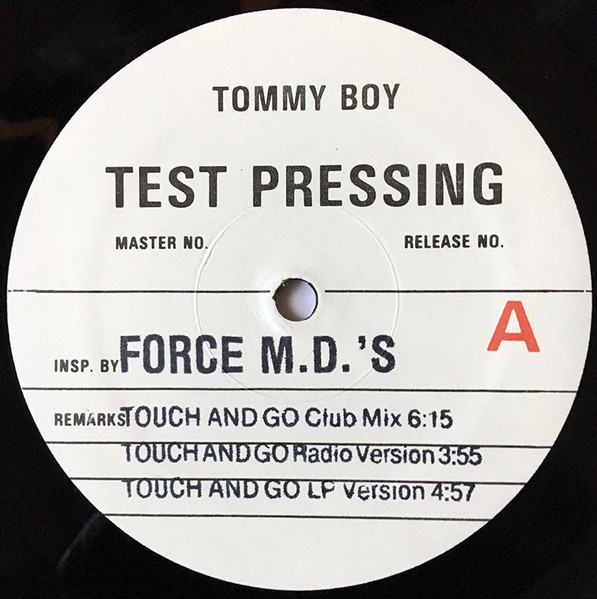 TOMMY BOY
TEST PRESSING
MASTER NO. RELEASE NO.
A
INSP. BY FORCE M.D.'S
REMARKS TOUCH AND GO Club Mix 6:15
TOUCH AND GO Radio Version 3:55
TOUCH AND GO LP Version 4:57